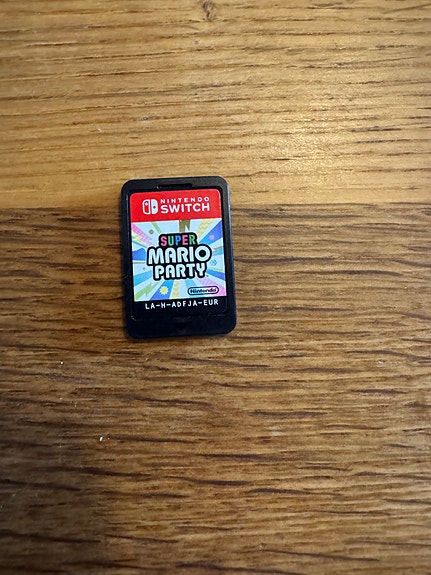 NINTENDO
SWITCH
SUPER
MARIO
PARTY
Nintendo
LA-H-ADFJA-EUR